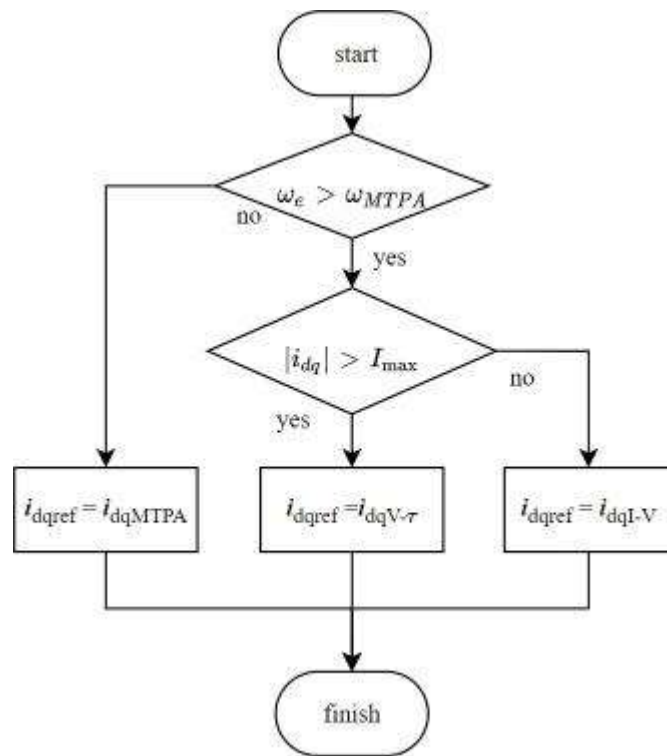 start
ω_e > ω_MTPA
no
yes
|i_dq| > I_max
no
yes
i_dqref = i_dqMTPA
i_dqref =i_dqV-τ
i_dqref = i_dqI-V
finish